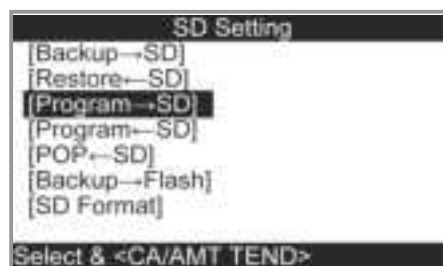 SD Setting
[Backup→SD]
[Restore←SD]
[Program→SD]
[Program←SD]
[POP←SD]
[Backup→Flash]
[SD Format]
Select & <CA/AMT TEND>